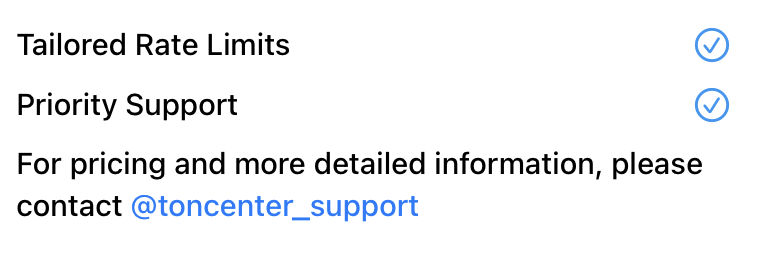 Tailored Rate Limits
Priority Support
For pricing and more detailed information, please
contact @toncenter_support